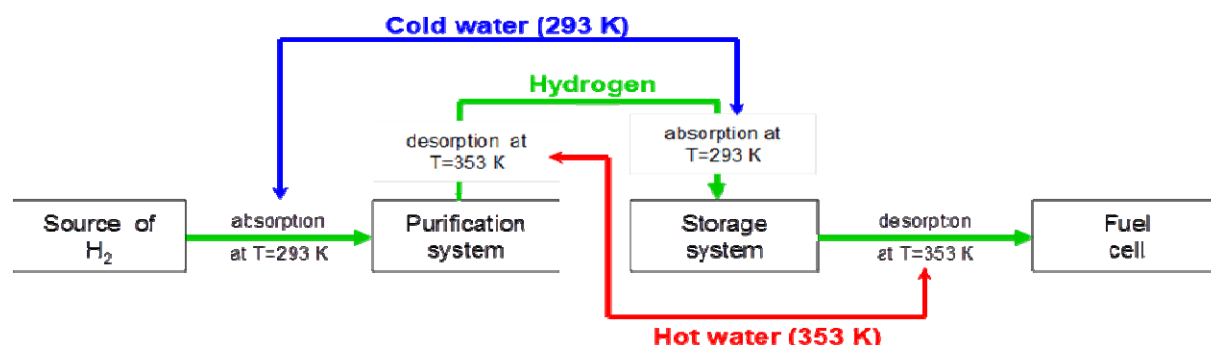 Cold water (293 K)
Hydrogen
desorption at
T=353 K
absorption at
T=293 K
Source of
H₂
absorption
at T=293 K
Purification
system
Storage
system
desorption
at T=353 K
Fuel
cell
Hot water (353 K)